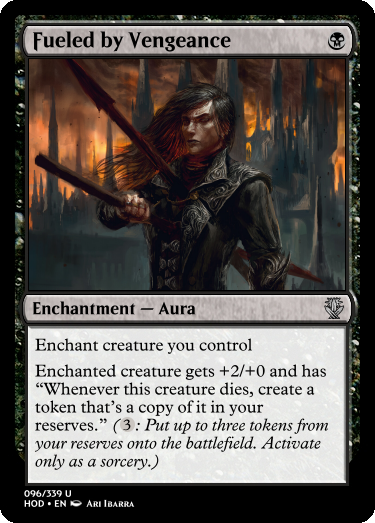 Fueled by Vengeance
Enchantment — Aura
Enchant creature you control
Enchanted creature gets +2/+0 and has
“Whenever this creature dies, create a
token that’s a copy of it in your
reserves.” (3: Put up to three tokens from
your reserves onto the battlefield. Activate
only as a sorcery.)
096/339 U
HOD • EN Ari Ibarra